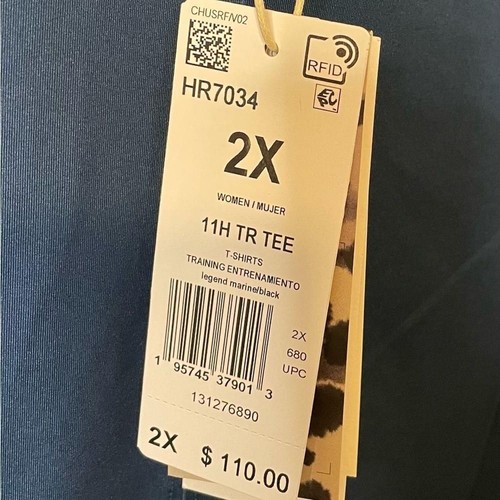 CHUSRF/V02
RFID
HR7034
2X
WOMEN / MUJER
11H TR TEE
T-SHIRTS
TRAINING ENTRENAMIENTO
legend marine/black
2X
680
UPC
1 95745 37901 3
131276890
2X $ 110.00